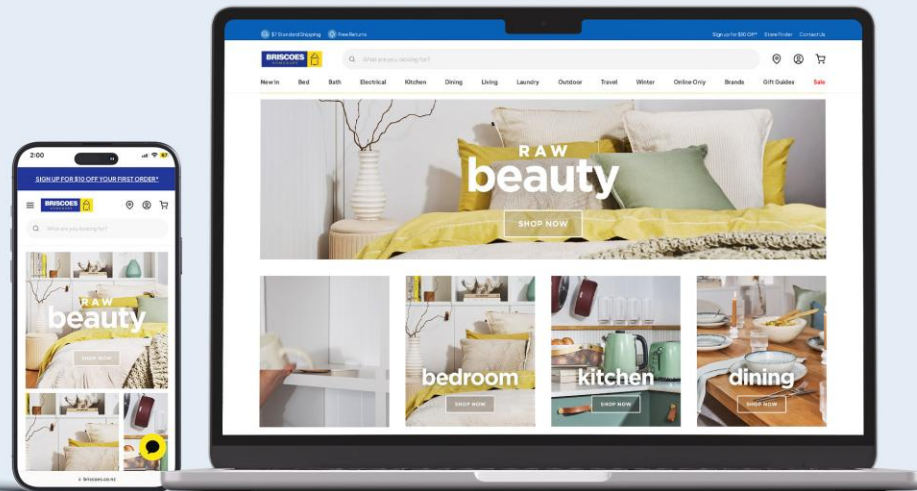 2:00
SIGN UP FOR $10 OFF YOUR FIRST ORDER*
BRISCOES
HOMEWARE
What are you looking for?
RAW
beauty
SHOP NOW
briscoes.co.nz
$7 Standard Shipping Free Returns Sign up for $10 Off* Store Finder Contact Us
BRISCOES
HOMEWARE
What are you looking for?
New In Bed Bath Electrical Kitchen Dining Living Laundry Outdoor Travel Winter Online Only Brands Gift Guides Sale
RAW
beauty
SHOP NOW
bedroom
SHOP NOW
kitchen
SHOP NOW
dining
SHOP NOW